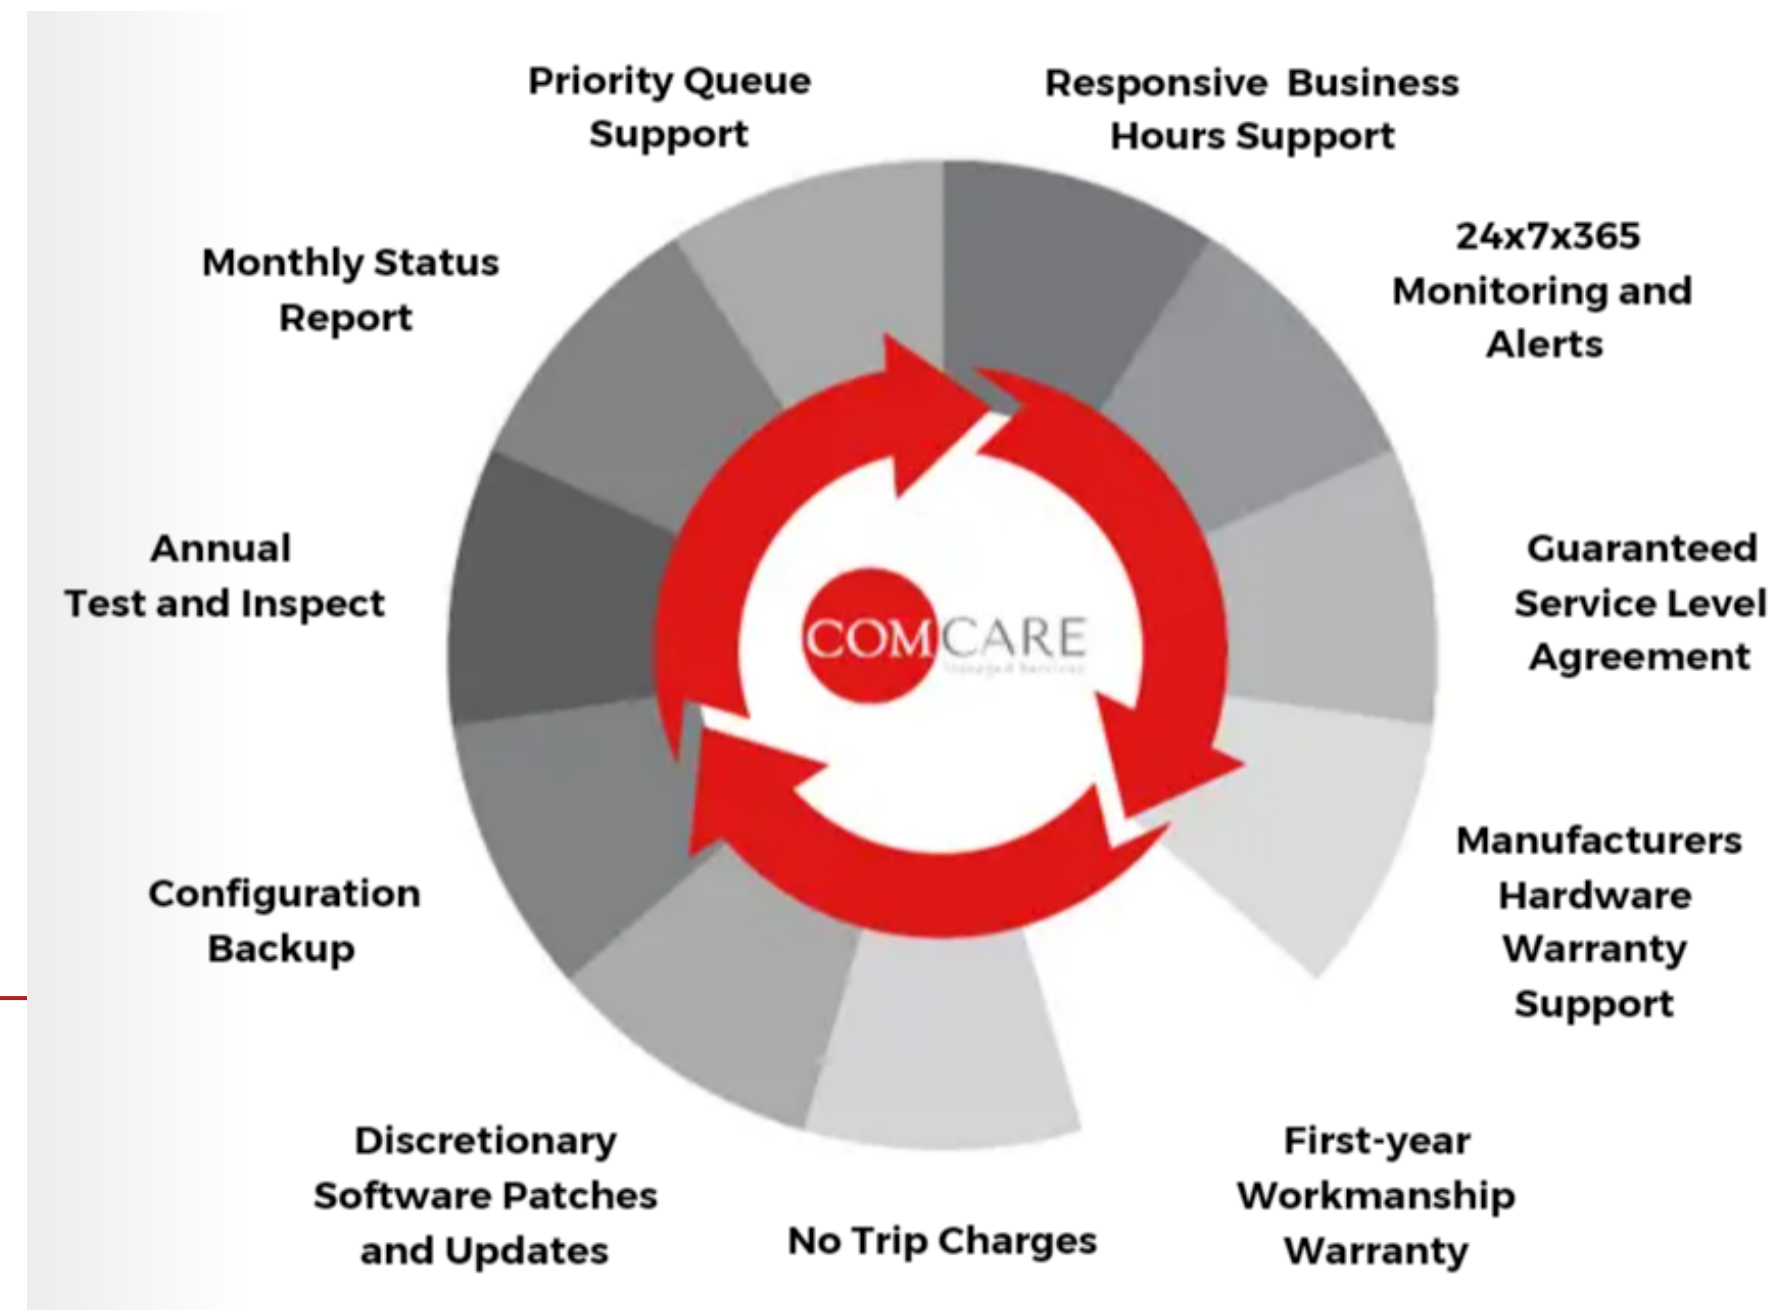 Priority Queue
Support
Responsive Business
Hours Support
24x7x365
Monitoring and
Alerts
Guaranteed
Service Level
Agreement
Manufacturers
Hardware
Warranty
Support
First-year
Workmanship
Warranty
No Trip Charges
Discretionary
Software Patches
and Updates
Configuration
Backup
Annual
Test and Inspect
Monthly Status
Report
COMCARE
Managed Services